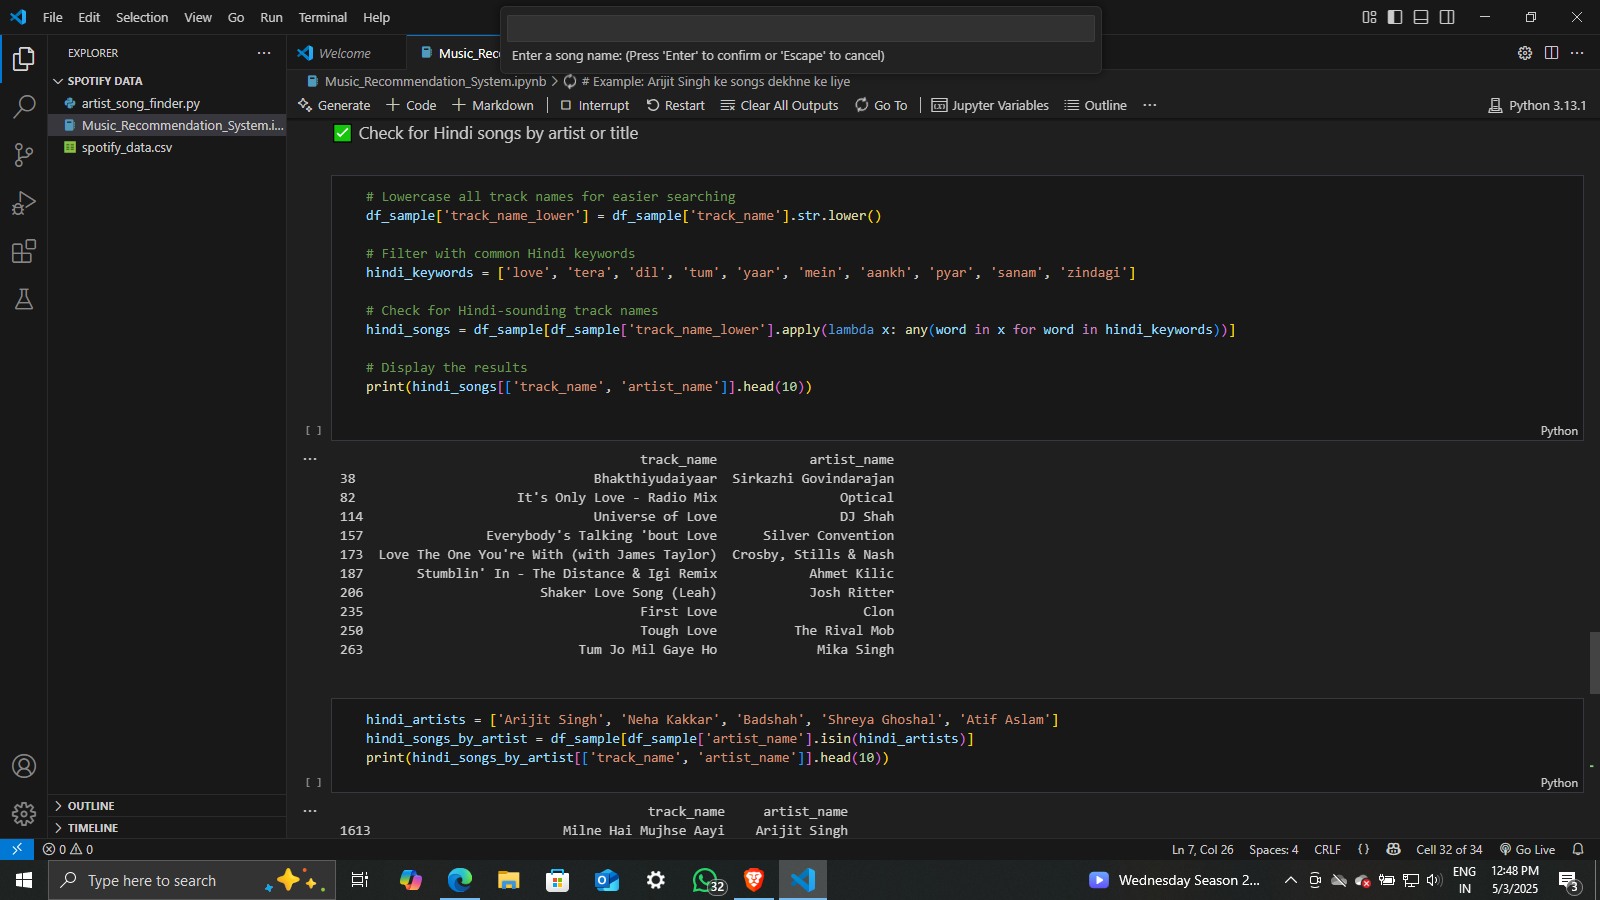 File Edit Selection View Go Run Terminal Help
Enter a song name: (Press 'Enter' to confirm or 'Escape' to cancel)
EXPLORER
Welcome
Music_Rec
SPOTIFY DATA
artist_song_finder.py
Music_Recommendation_System.i...
spotify_data.csv
Music_Recommendation_System.ipynb > # Example: Arijit Singh ke songs dekhne ke liye
Generate + Code + Markdown | Interrupt Restart Clear All Outputs Go To | Jupyter Variables Outline ... Python 3.13.1
✅ Check for Hindi songs by artist or title
# Lowercase all track names for easier searching
df_sample['track_name_lower'] = df_sample['track_name'].str.lower()
# Filter with common Hindi keywords
hindi_keywords = ['love', 'tera', 'dil', 'tum', 'yaar', 'mein', 'aankh', 'pyar', 'sanam', 'zindagi']
# Check for Hindi-sounding track names
hindi_songs = df_sample[df_sample['track_name_lower'].apply(lambda x: any(word in x for word in hindi_keywords))]
# Display the results
print(hindi_songs[['track_name', 'artist_name']].head(10))
[ ]
Python
... track_name artist_name
38 Bhakthiyudaiyaar Sirkazhi Govindarajan
82 It's Only Love - Radio Mix Optical
114 Universe of Love DJ Shah
157 Everybody's Talking 'bout Love Silver Convention
173 Love The One You're With (with James Taylor) Crosby, Stills & Nash
187 Stumblin' In - The Distance & Igi Remix Ahmet Kilic
206 Shaker Love Song (Leah) Josh Ritter
235 First Love Clon
250 Tough Love The Rival Mob
263 Tum Jo Mil Gaye Ho Mika Singh
hindi_artists = ['Arijit Singh', 'Neha Kakkar', 'Badshah', 'Shreya Ghoshal', 'Atif Aslam']
hindi_songs_by_artist = df_sample[df_sample['artist_name'].isin(hindi_artists)]
print(hindi_songs_by_artist[['track_name', 'artist_name']].head(10))
[ ]
Python
... track_name artist_name
1613 Milne Hai Mujhse Aayi Arijit Singh
OUTLINE
TIMELINE
0 0 Ln 7, Col 26 Spaces: 4 CRLF { } Cell 32 of 34 Go Live
Type here to search
32
Wednesday Season 2...
ENG
IN
12:48 PM
5/3/2025
3